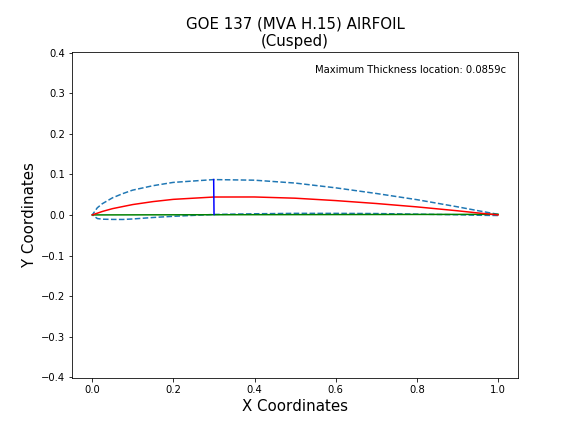 GOE 137 (MVA H.15) AIRFOIL
(Cusped)
Maximum Thickness location: 0.0859c
0.4
0.3
0.2
0.1
0.0
−0.1
−0.2
−0.3
−0.4
Y Coordinates
0.0 0.2 0.4 0.6 0.8 1.0
X Coordinates